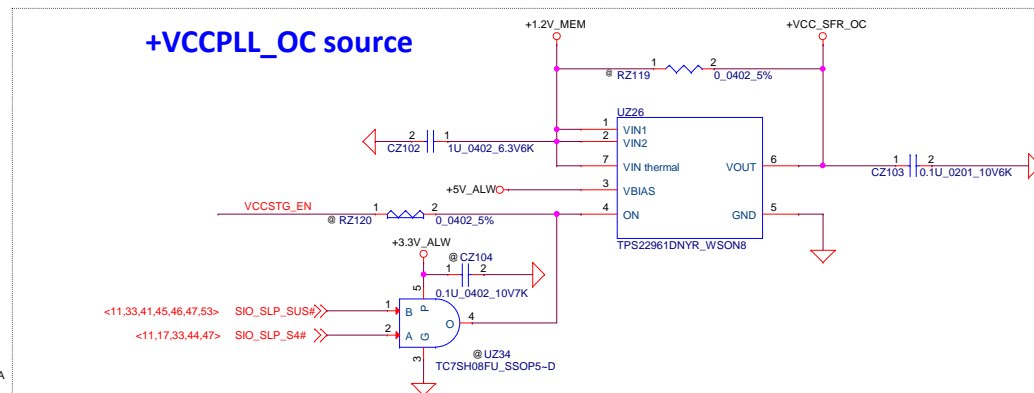 +VCCPLL_OC source
+1.2V_MEM
+VCC_SFR_OC
@ RZ119
1 2
0_0402_5%
UZ26
1 VIN1
2 VIN2
7 VIN thermal
3 VBIAS
4 ON
VOUT 6
GND 5
TPS22961DNYR_WSON8
2 1
CZ102
1U_0402_6.3V6K
1 2
CZ103
0.1U_0201_10V6K
+5V_ALW
VCCSTG_EN
1 2
@ RZ120
0_0402_5%
+3.3V_ALW
@ CZ104
1 2
0.1U_0402_10V7K
<11,33,41,45,46,47,53> SIO_SLP_SUS#
1 B
<11,17,33,44,47> SIO_SLP_S4#
2 A
5 P
G 3
O 4
@ UZ34
TC7SH08FU_SSOP5~D
A